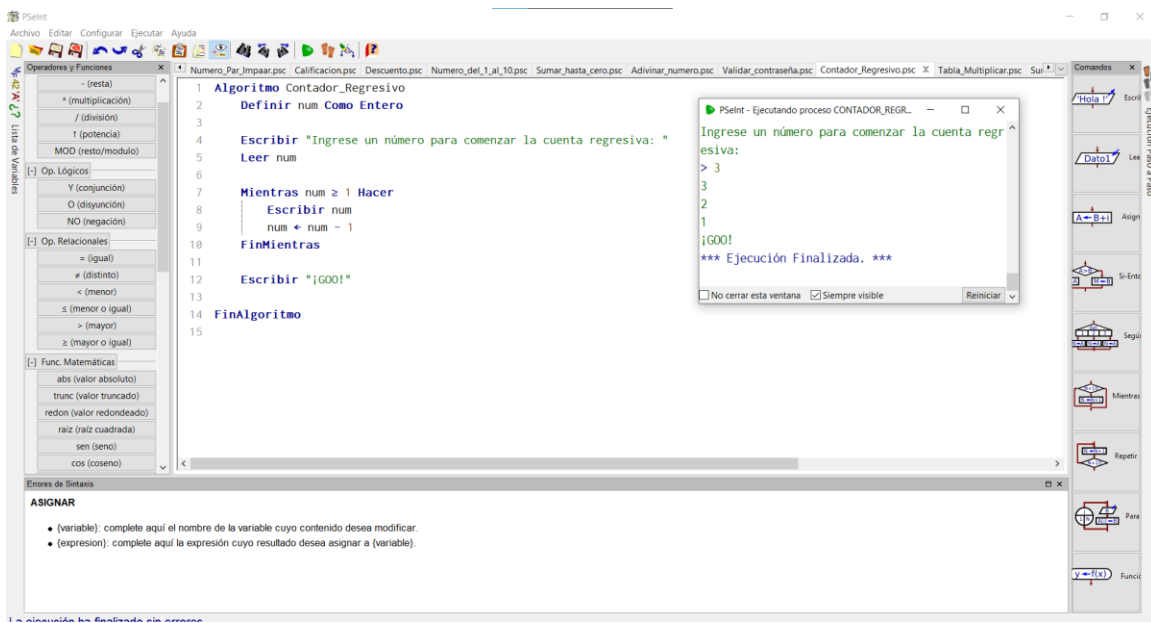 PSeInt
Archivo Editar Configurar Ejecutar Ayuda
Operadores y Funciones
Numero_Par_Impaar.psc Calificacion.psc Descuento.psc Numero_del_1_al_10.psc Sumar_hasta_cero.psc Adivinar_numero.psc Validar_contraseña.psc Contador_Regresivo.psc X Tabla_Multiplicar.psc
Comandos
Lista de Variables
- (resta)
* (multiplicación)
/ (división)
↑ (potencia)
MOD (resto/modulo)
[-] Op. Lógicos
Y (conjunción)
O (disyunción)
NO (negación)
[-] Op. Relacionales
= (igual)
≠ (distinto)
< (menor)
≤ (menor o igual)
> (mayor)
≥ (mayor o igual)
[-] Func. Matemáticas
abs (valor absoluto)
trunc (valor truncado)
redon (valor redondeado)
raiz (raíz cuadrada)
sen (seno)
cos (coseno)
1 Algoritmo Contador_Regresivo
2 Definir num Como Entero
3
4 Escribir "Ingrese un número para comenzar la cuenta regresiva: "
5 Leer num
6
7 Mientras num ≥ 1 Hacer
8 Escribir num
9 num ← num - 1
10 FinMientras
11
12 Escribir "¡GOO!"
13
14 FinAlgoritmo
15
PSeInt - Ejecutando proceso CONTADOR_REGR...
Ingrese un número para comenzar la cuenta regr
esiva:
> 3
3
2
1
¡GOO!
*** Ejecución Finalizada. ***
No cerrar esta ventana Siempre visible Reiniciar
'Hola !' Escri
Dato1 Lee
A←B+i Asign
Si-Ento
Segú
Mientras
Repetir
Para
y←f(x) Funció
Ejecución Paso a Paso
Errores de Sintaxis
ASIGNAR
• {variable}: complete aquí el nombre de la variable cuyo contenido desea modificar.
• {expresion}: complete aquí la expresión cuyo resultado desea asignar a {variable}.
La ejecución ha finalizado sin errores.